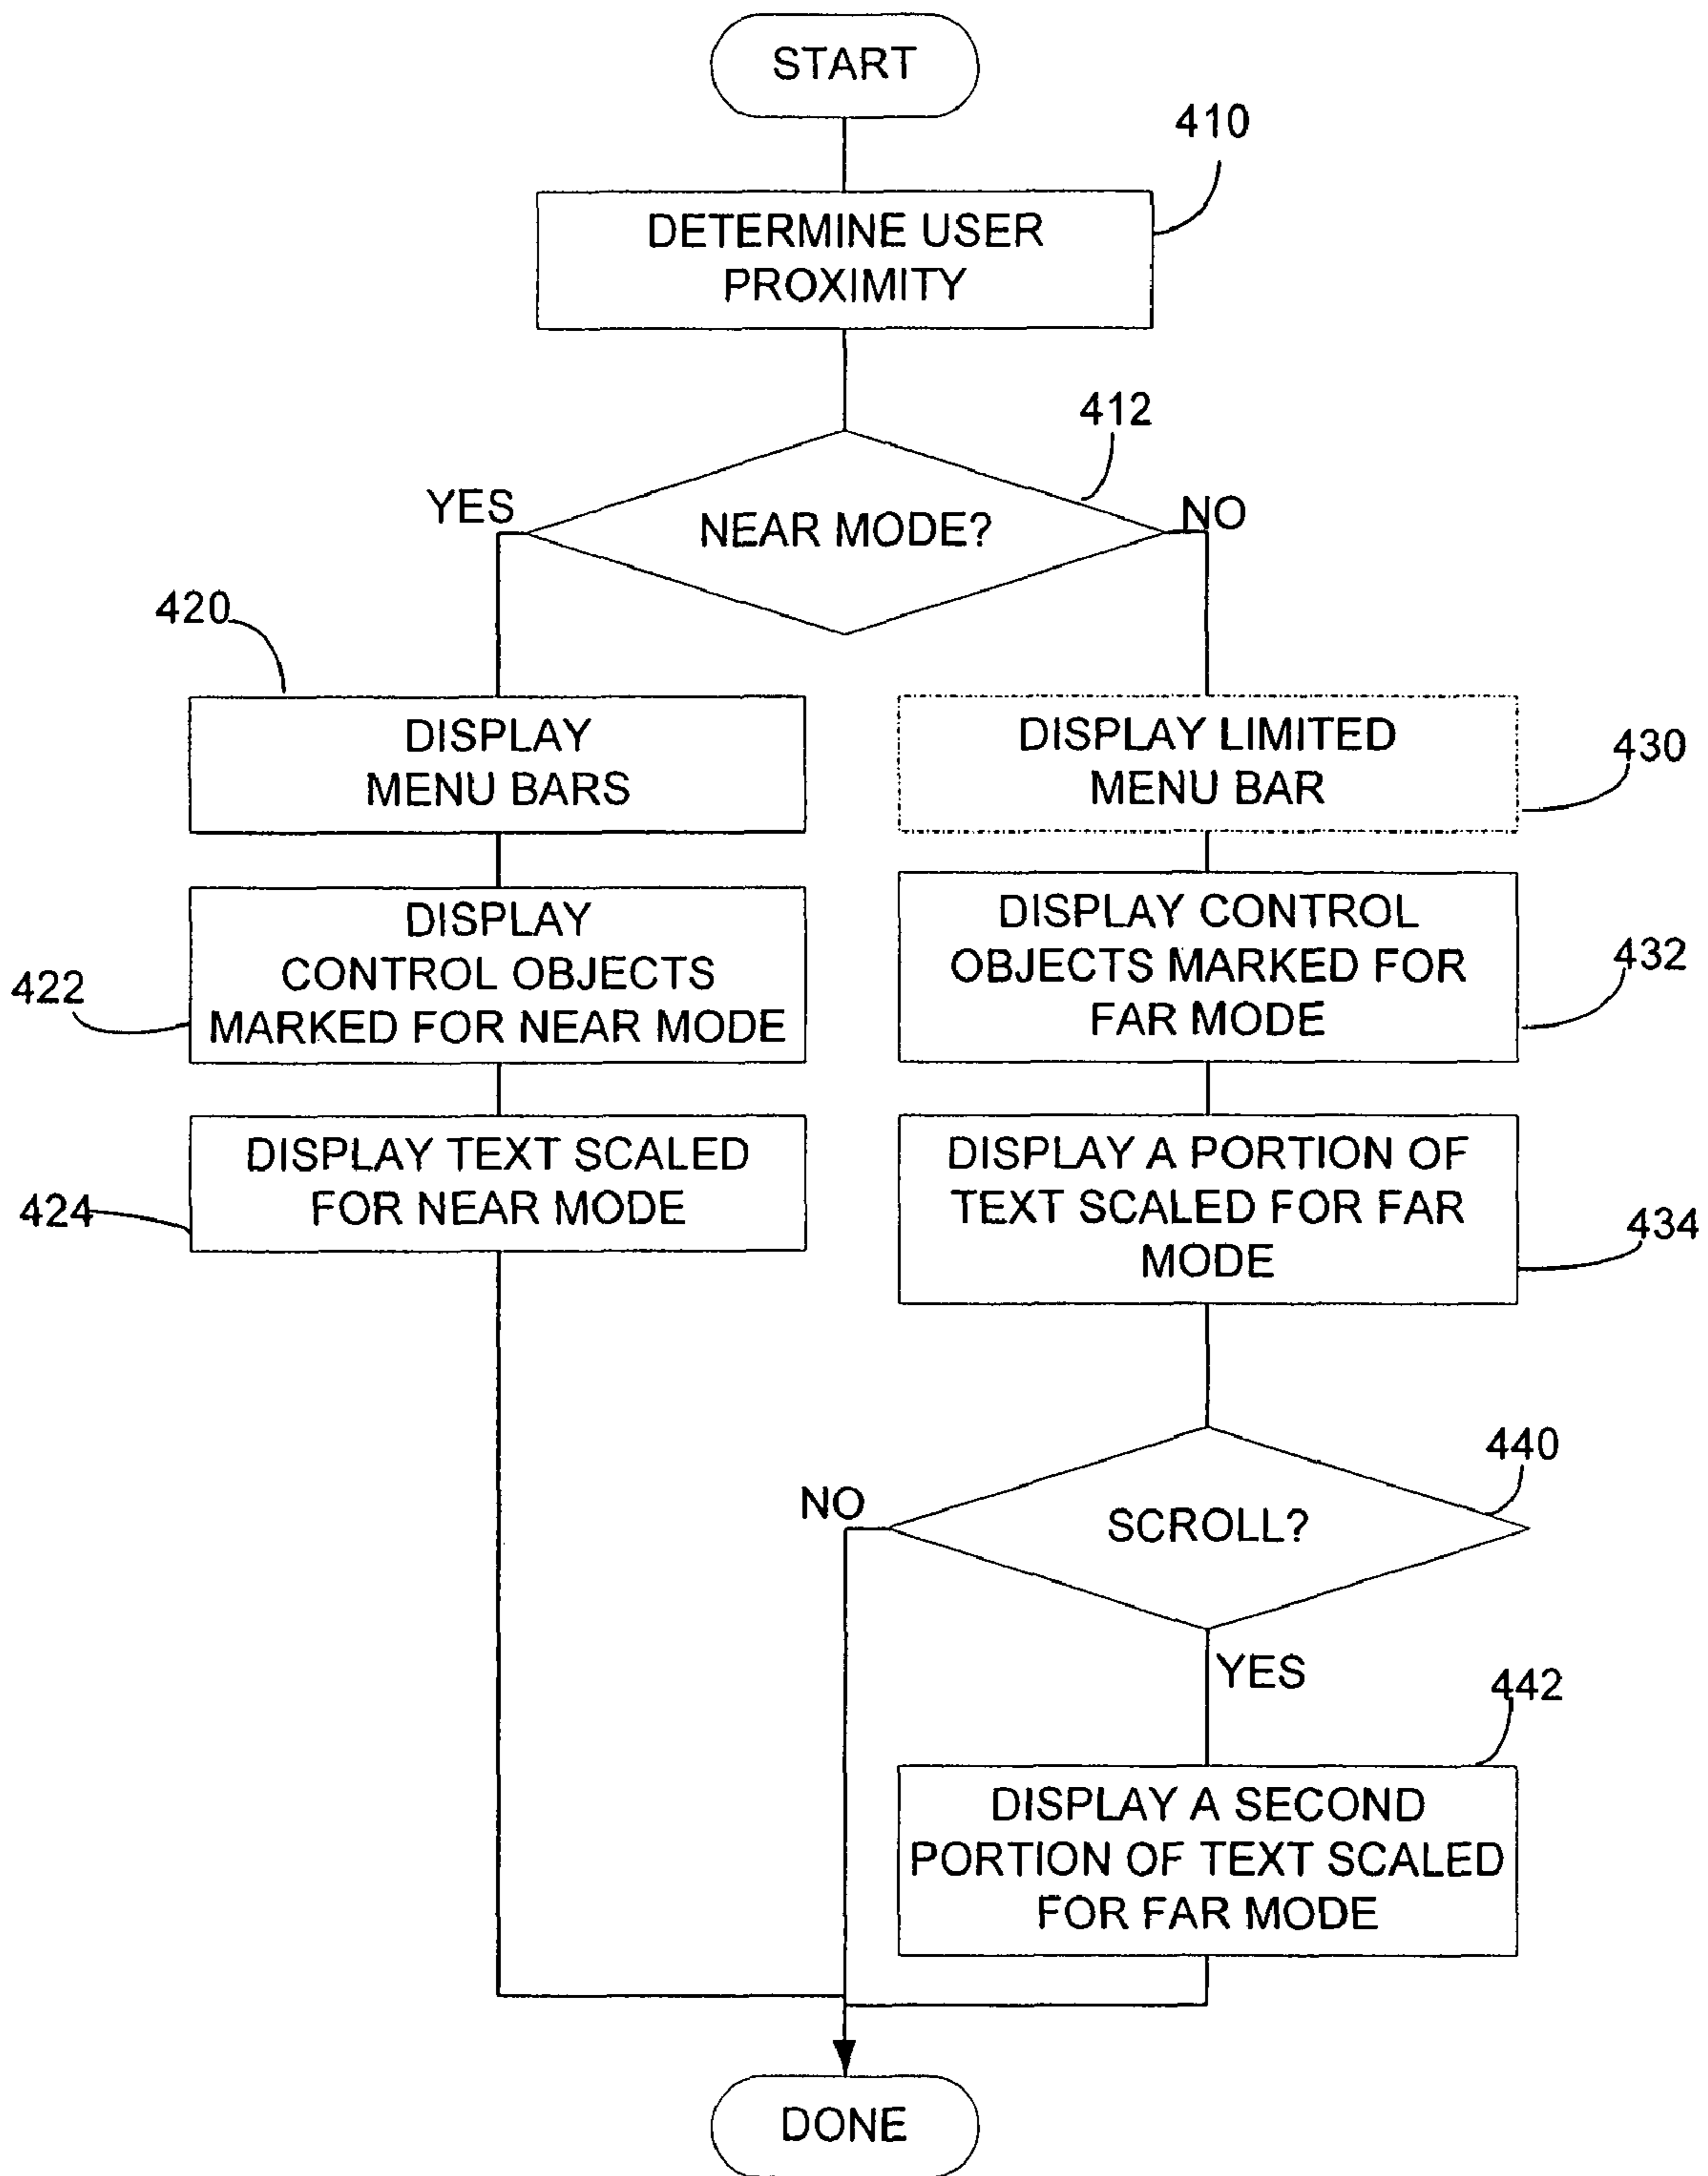 START
410
DETERMINE USER
PROXIMITY
412
YES
NEAR MODE?
NO
420
DISPLAY
MENU BARS
DISPLAY LIMITED
MENU BAR
430
DISPLAY
CONTROL OBJECTS
MARKED FOR NEAR MODE
422
DISPLAY CONTROL
OBJECTS MARKED FOR
FAR MODE
432
DISPLAY TEXT SCALED
FOR NEAR MODE
424
DISPLAY A PORTION OF
TEXT SCALED FOR FAR
MODE
434
440
NO
SCROLL?
YES
442
DISPLAY A SECOND
PORTION OF TEXT SCALED
FOR FAR MODE
DONE